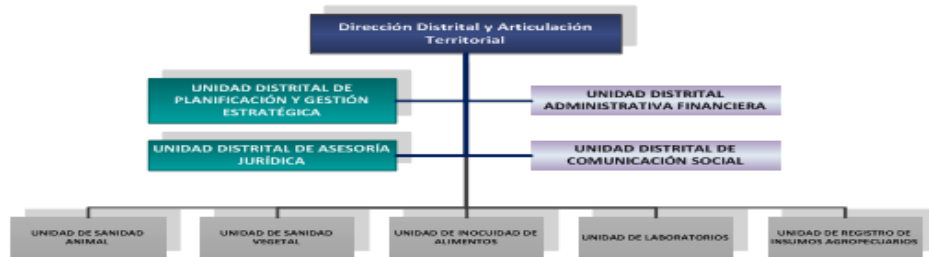 Dirección Distrital y Articulación
Territorial
UNIDAD DISTRITAL DE
PLANIFICACIÓN Y GESTIÓN
ESTRATÉGICA
UNIDAD DISTRITAL
ADMINISTRATIVA FINANCIERA
UNIDAD DISTRITAL DE ASESORÍA
JURÍDICA
UNIDAD DISTRITAL DE
COMUNICACIÓN SOCIAL
UNIDAD DE SANIDAD
ANIMAL
UNIDAD DE SANIDAD
VEGETAL
UNIDAD DE INOCUIDAD DE
ALIMENTOS
UNIDAD DE LABORATORIOS
UNIDAD DE REGISTRO DE
INSUMOS AGROPECUARIOS